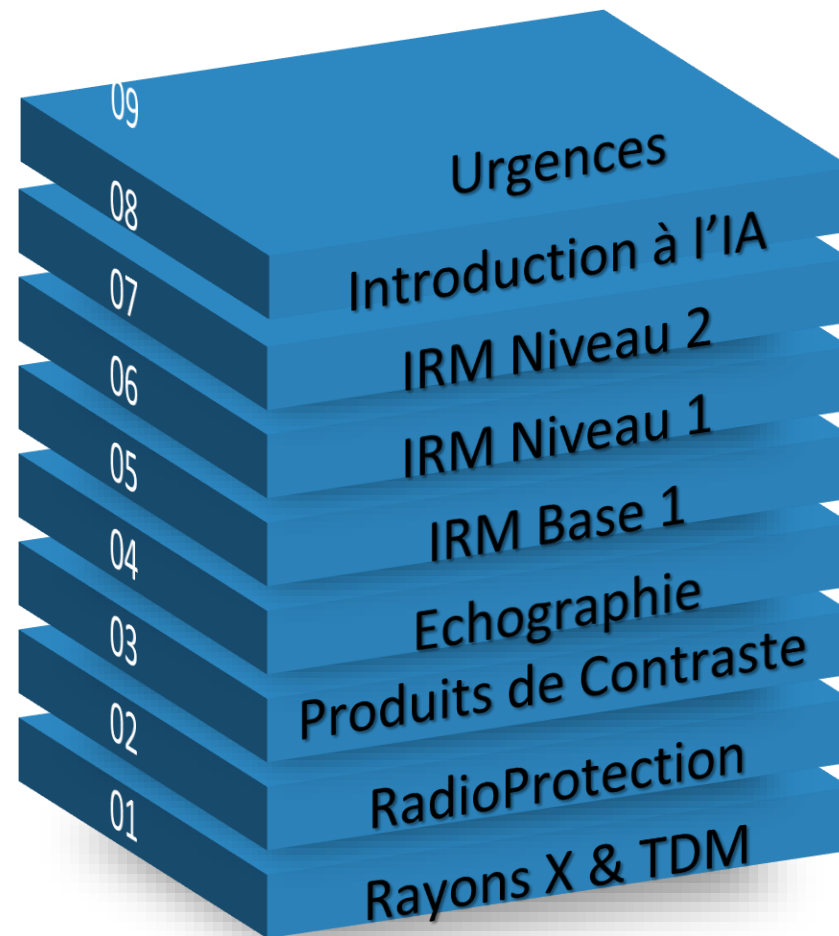 09
Urgences
08
Introduction à l’IA
07
IRM Niveau 2
06
IRM Niveau 1
05
IRM Base 1
04
Echographie
03
Produits de Contraste
02
RadioProtection
01
Rayons X & TDM